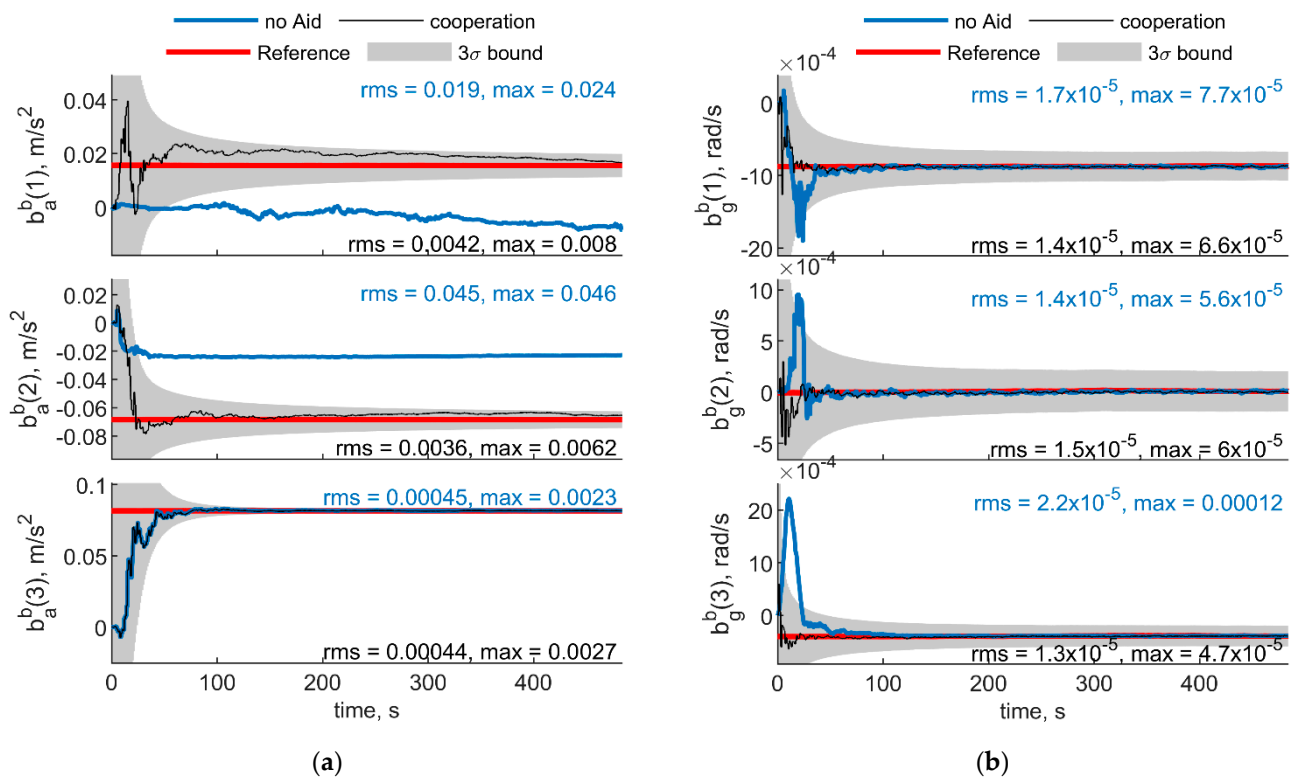 no Aid cooperation
Reference 3σ bound
b_a^b(1), m/s²
0.04
0.02
0
rms = 0.019, max = 0.024
rms = 0.0042, max = 0.008
b_a^b(2), m/s²
0.02
0
-0.02
-0.04
-0.06
-0.08
rms = 0.045, max = 0.046
rms = 0.0036, max = 0.0062
b_a^b(3), m/s²
0.1
0.05
0
rms = 0.00045, max = 0.0023
rms = 0.00044, max = 0.0027
0 100 200 300 400
time, s
(a)
no Aid cooperation
Reference 3σ bound
×10⁻⁴
b_g^b(1), rad/s
0
-10
-20
rms = 1.7x10⁻⁵, max = 7.7x10⁻⁵
rms = 1.4x10⁻⁵, max = 6.6x10⁻⁵
×10⁻⁴
b_g^b(2), rad/s
10
5
0
-5
rms = 1.4x10⁻⁵, max = 5.6x10⁻⁵
rms = 1.5x10⁻⁵, max = 6x10⁻⁵
×10⁻⁴
b_g^b(3), rad/s
20
10
0
rms = 2.2x10⁻⁵, max = 0.00012
rms = 1.3x10⁻⁵, max = 4.7x10⁻⁵
0 100 200 300 400
time, s
(b)